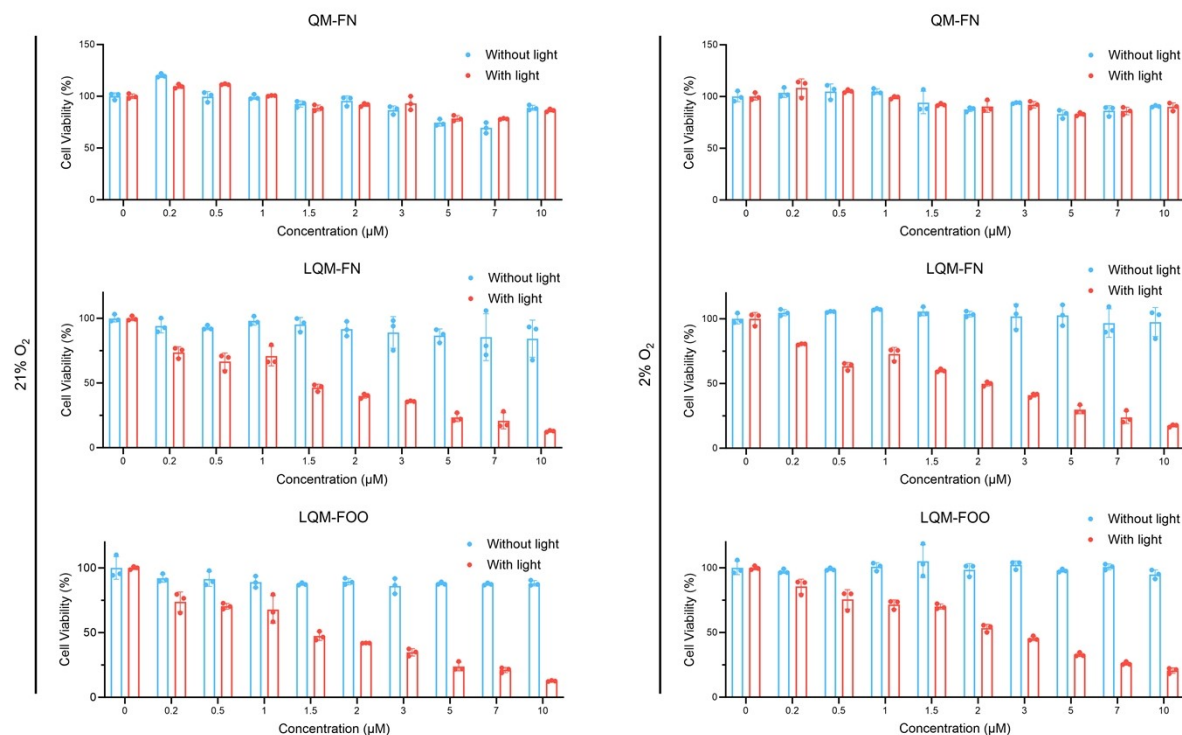 QM-FN
Without light
With light
Cell Viability (%)
150
100
50
0
0 0.2 0.5 1 1.5 2 3 5 7 10
Concentration (µM)
LQM-FN
Without light
With light
Cell Viability (%)
100
50
0
0 0.2 0.5 1 1.5 2 3 5 7 10
Concentration (µM)
LQM-FOO
Without light
With light
Cell Viability (%)
100
50
0
0 0.2 0.5 1 1.5 2 3 5 7 10
Concentration (µM)
21% O₂
QM-FN
Without light
With light
Cell Viability (%)
150
100
50
0
0 0.2 0.5 1 1.5 2 3 5 7 10
Concentration (µM)
LQM-FN
Without light
With light
Cell Viability (%)
100
50
0
0 0.2 0.5 1 1.5 2 3 5 7 10
Concentration (µM)
LQM-FOO
Without light
With light
Cell Viability (%)
100
50
0
0 0.2 0.5 1 1.5 2 3 5 7 10
Concentration (µM)
2% O₂